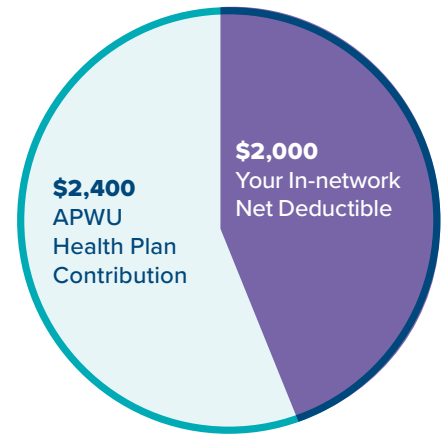 $2,000
Your In-network
Net Deductible
$2,400
APWU
Health Plan
Contribution